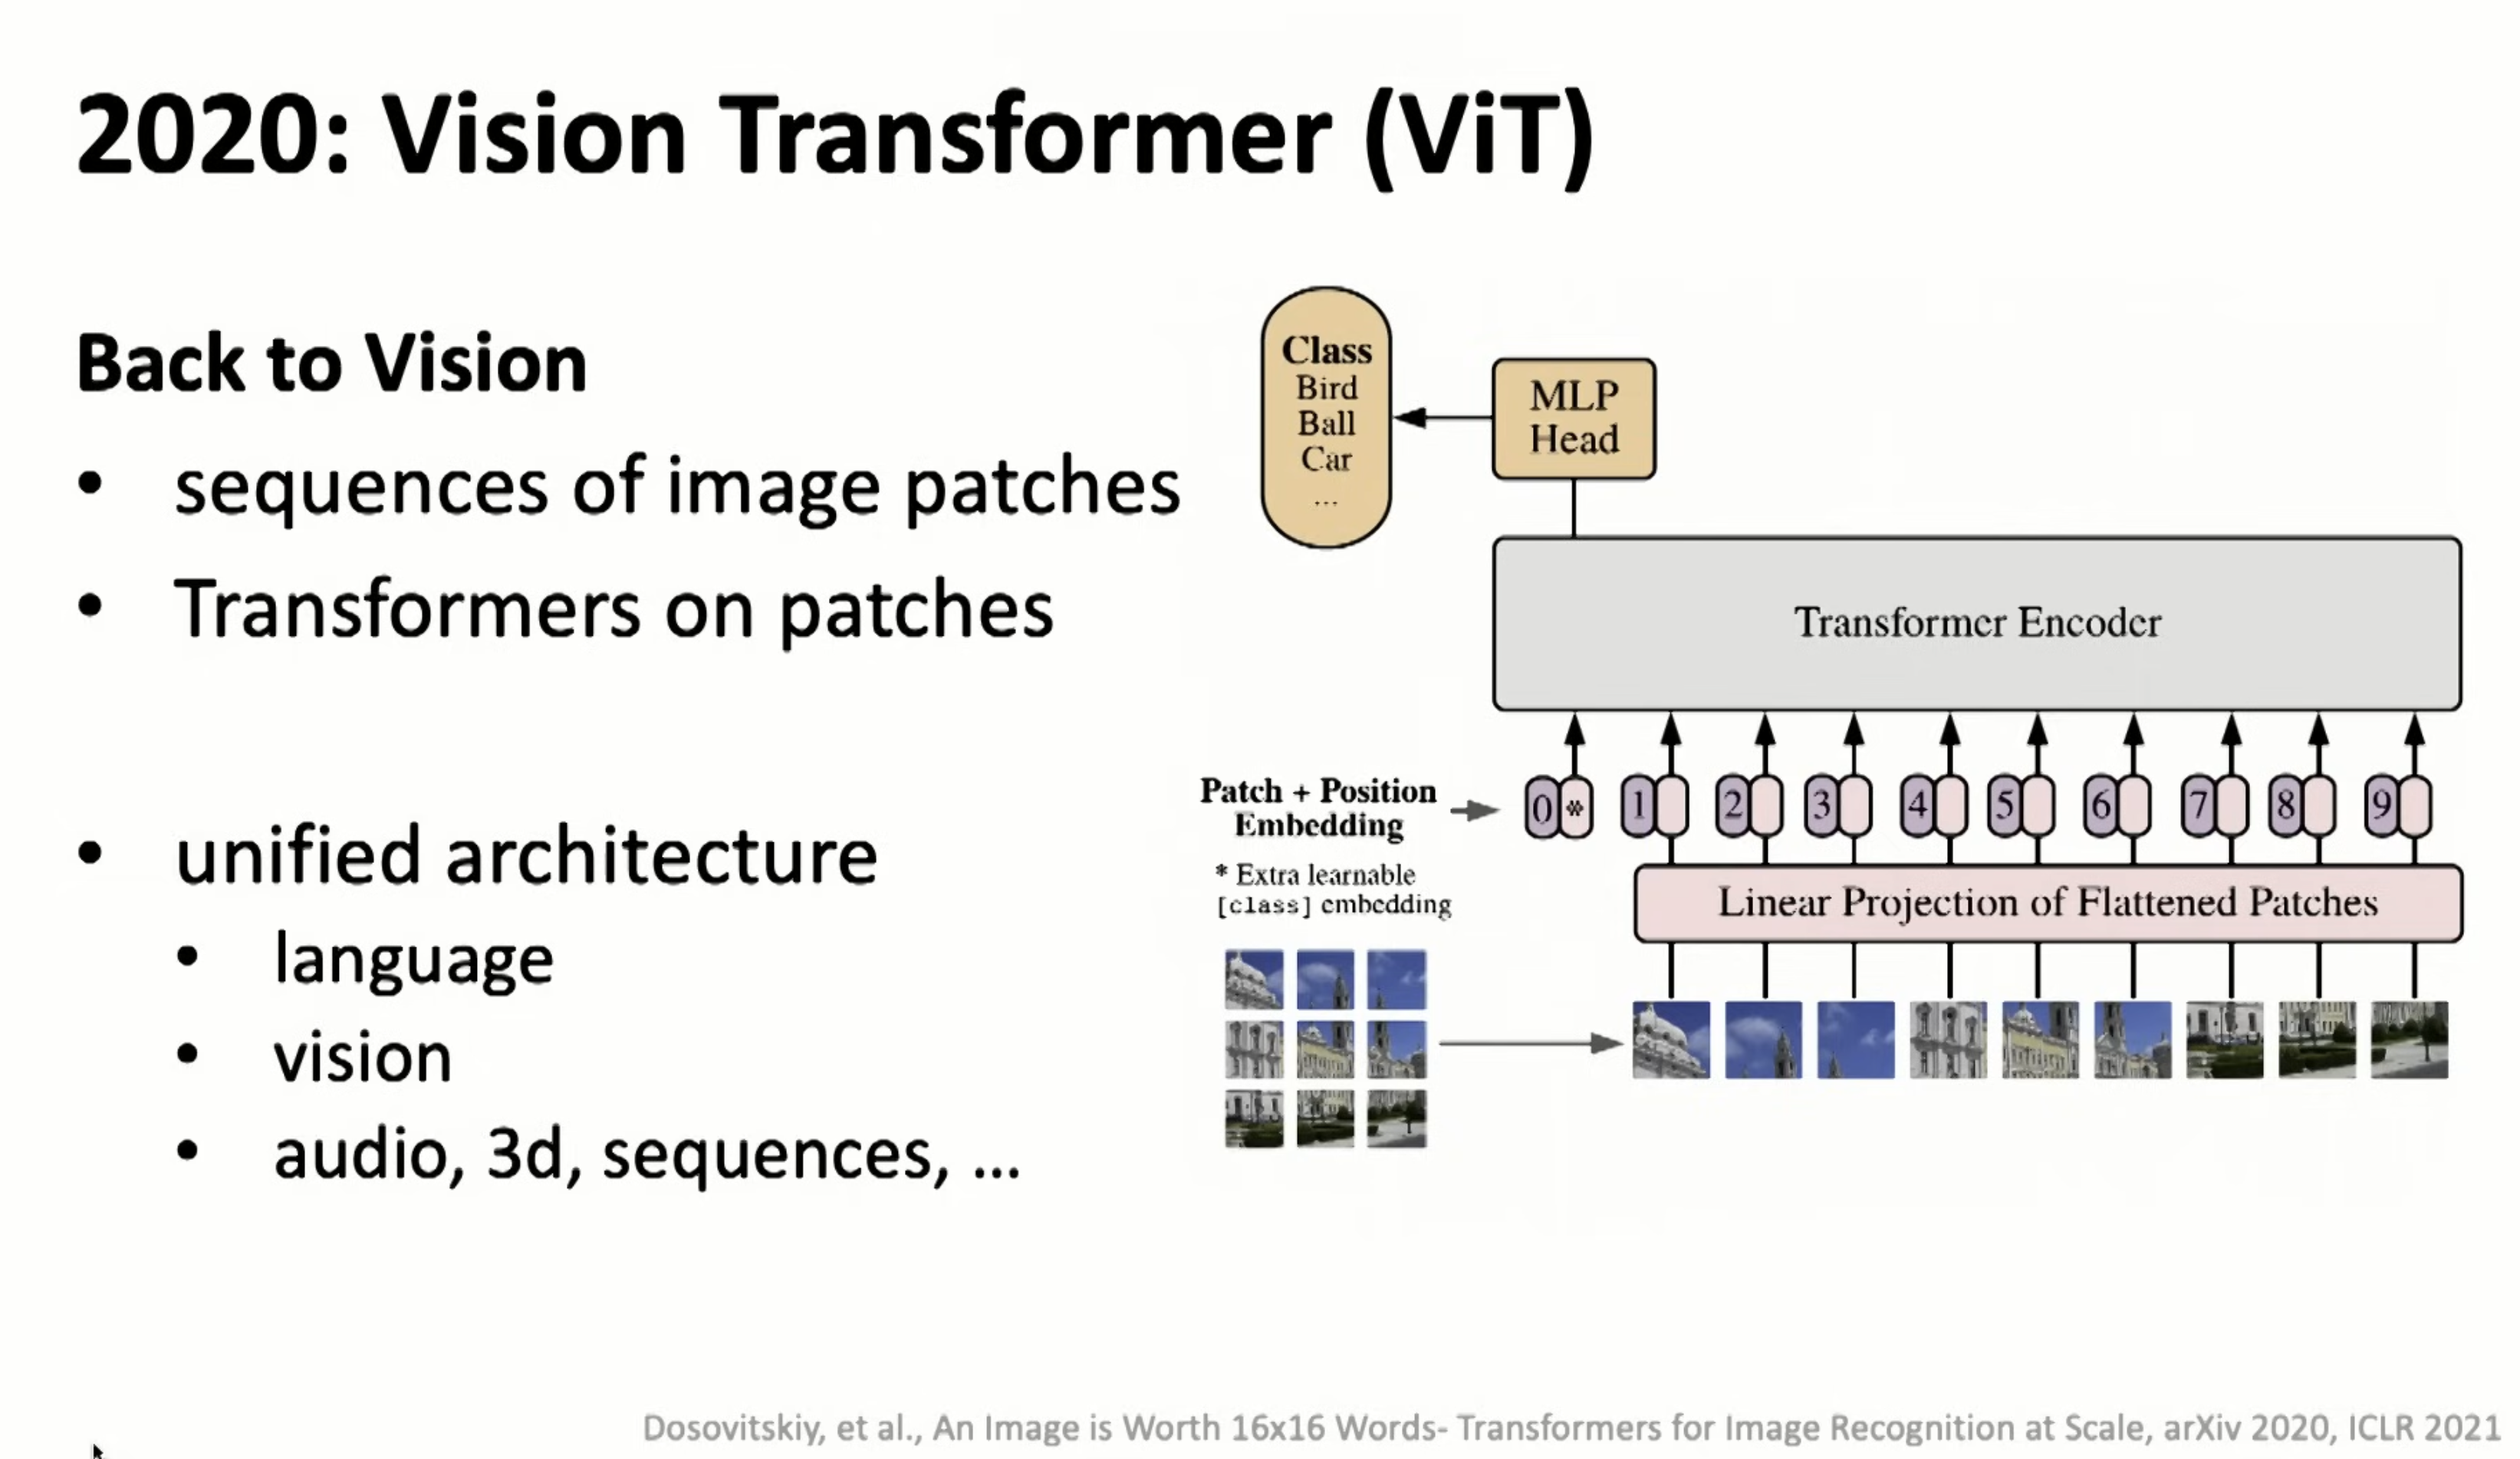 2020: Vision Transformer (ViT)
Back to Vision
• sequences of image patches
• Transformers on patches
• unified architecture
• language
• vision
• audio, 3d, sequences, ...
Class
Bird
Ball
Car
...
MLP
Head
Transformer Encoder
Patch + Position
Embedding
* Extra learnable
[class] embedding
0 * 1 2 3 4 5 6 7 8 9
Linear Projection of Flattened Patches
Dosovitskiy, et al., An Image is Worth 16x16 Words- Transformers for Image Recognition at Scale, arXiv 2020, ICLR 2021